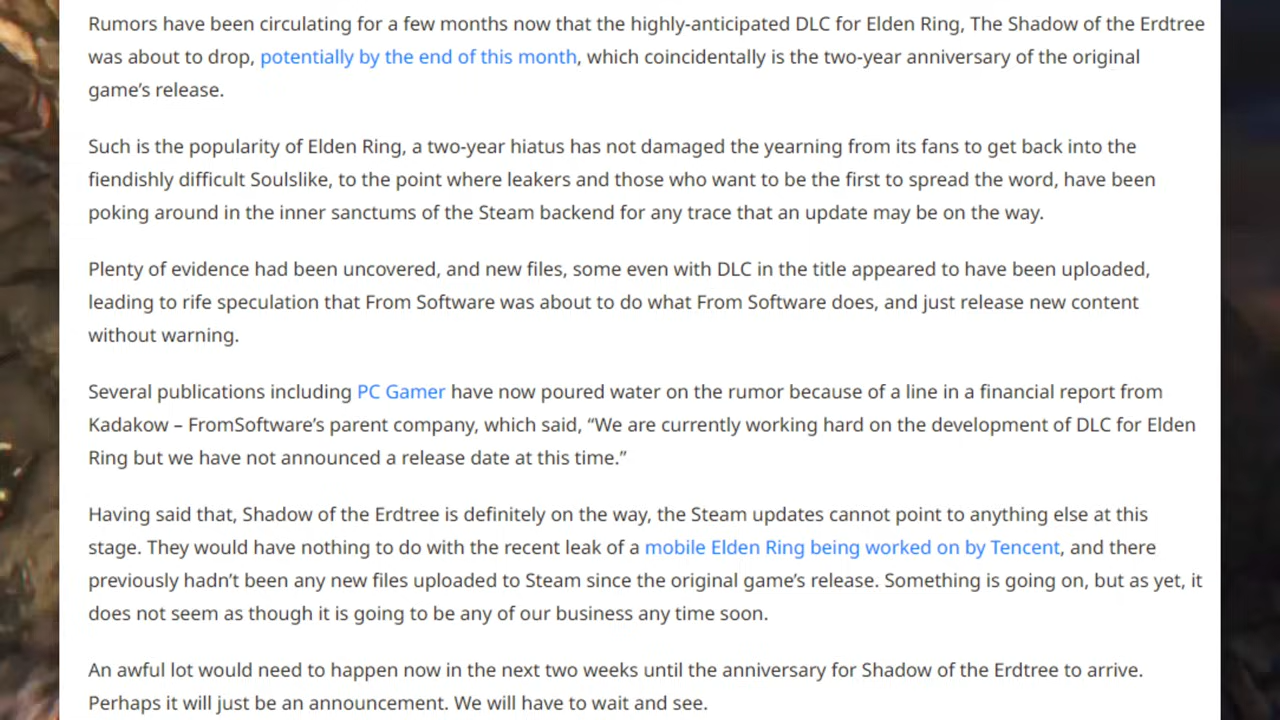 Rumors have been circulating for a few months now that the highly-anticipated DLC for Elden Ring, The Shadow of the Erdtree
was about to drop, potentially by the end of this month, which coincidentally is the two-year anniversary of the original
game’s release.
Such is the popularity of Elden Ring, a two-year hiatus has not damaged the yearning from its fans to get back into the
fiendishly difficult Soulslike, to the point where leakers and those who want to be the first to spread the word, have been
poking around in the inner sanctums of the Steam backend for any trace that an update may be on the way.
Plenty of evidence had been uncovered, and new files, some even with DLC in the title appeared to have been uploaded,
leading to rife speculation that From Software was about to do what From Software does, and just release new content
without warning.
Several publications including PC Gamer have now poured water on the rumor because of a line in a financial report from
Kadakow – FromSoftware’s parent company, which said, “We are currently working hard on the development of DLC for Elden
Ring but we have not announced a release date at this time.”
Having said that, Shadow of the Erdtree is definitely on the way, the Steam updates cannot point to anything else at this
stage. They would have nothing to do with the recent leak of a mobile Elden Ring being worked on by Tencent, and there
previously hadn’t been any new files uploaded to Steam since the original game’s release. Something is going on, but as yet, it
does not seem as though it is going to be any of our business any time soon.
An awful lot would need to happen now in the next two weeks until the anniversary for Shadow of the Erdtree to arrive.
Perhaps it will just be an announcement. We will have to wait and see.